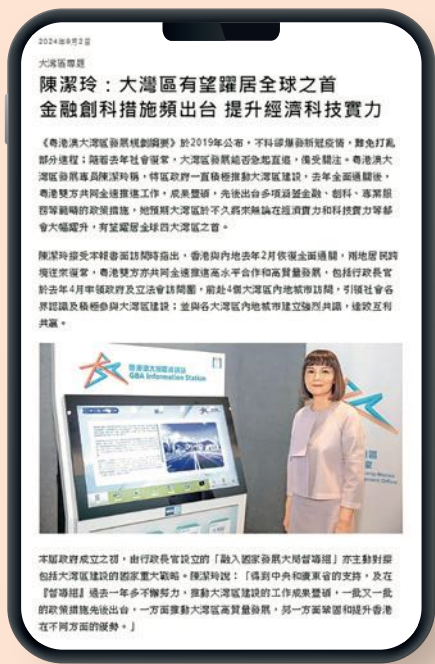 2024年9月2日
大灣區專題
陳潔玲：大灣區有望躍居全球之首
金融創科措施頻出台 提升經濟科技實力
《粵港澳大灣區發展規劃綱要》於2019年公布，不料卻爆發新冠疫情，難免打亂
部分進程；隨着去年社會復常，大灣區發展能否急起直追，備受關注。粵港澳大
灣區發展專員陳潔玲稱，特區政府一直積極推動大灣區建設，去年全面通關後，
粵港雙方共同全速推進工作，成果豐碩，先後出台多項涵蓋金融、創科、專業服
務等範疇的政策措施，她預期大灣區於不久將來無論在經濟實力和科技實力等都
會大幅躍升，有望躍居全球四大灣區之首。
陳潔玲接受本報書面訪問時指出，香港與內地去年2月恢復全面通關，兩地居民跨
境往來復常，粵港雙方亦共同全速推進高水平合作和高質量發展，包括行政長官
於去年4月率領政府及立法會訪問團，前赴4個大灣區內地城市訪問，引領社會各
界認識及積極參與大灣區建設；並與各大灣區內地城市建立強烈共識，達致互利
共贏。
粵港澳大灣區資訊站
GBA Information Station
本屆政府成立之初，由行政長官設立的「融入國家發展大局督導組」亦主動對接
包括大灣區建設的國家重大戰略。陳潔玲說：「得到中央和廣東省的支持，及在
『督導組』過去一年多不懈努力，推動大灣區建設的工作成果豐碩，一批又一批
的政策措施先後出台，一方面推動大灣區高質量發展，另一方面鞏固和提升香港
在不同方面的優勢。」